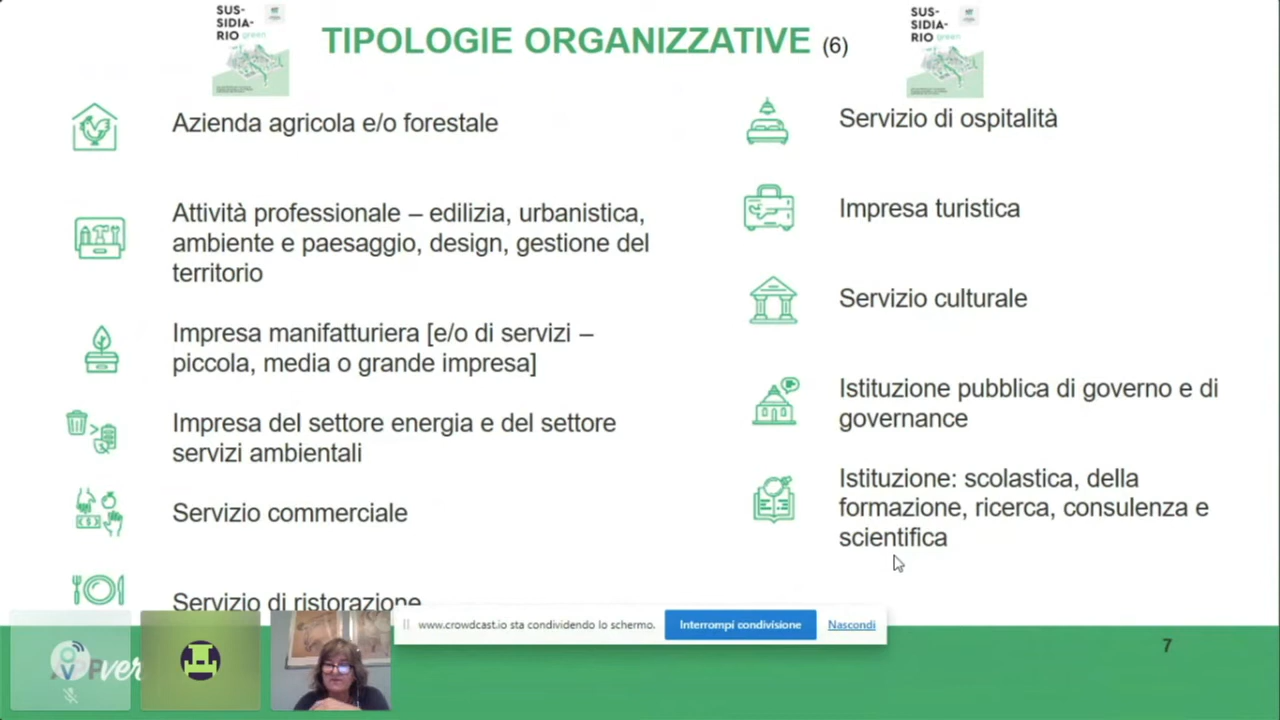 SUS-
SIDIA-
RIO green
TIPOLOGIE ORGANIZZATIVE (6)
SUS-
SIDIA-
RIO green
Azienda agricola e/o forestale
Attività professionale – edilizia, urbanistica,
ambiente e paesaggio, design, gestione del
territorio
Impresa manifatturiera [e/o di servizi –
piccola, media o grande impresa]
Impresa del settore energia e del settore
servizi ambientali
Servizio commerciale
Servizio di ristorazione
Servizio di ospitalità
Impresa turistica
Servizio culturale
Istituzione pubblica di governo e di
governance
Istituzione: scolastica, della
formazione, ricerca, consulenza e
scientifica
www.crowdcast.io sta condividendo lo schermo.
Interrompi condivisione
Nascondi
7